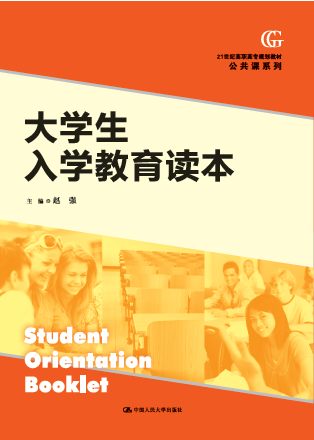 21世纪高职高专规划教材
公共课系列
大学生
入学教育读本
主 编 赵 强
Student
Orientation
Booklet
中国人民大学出版社